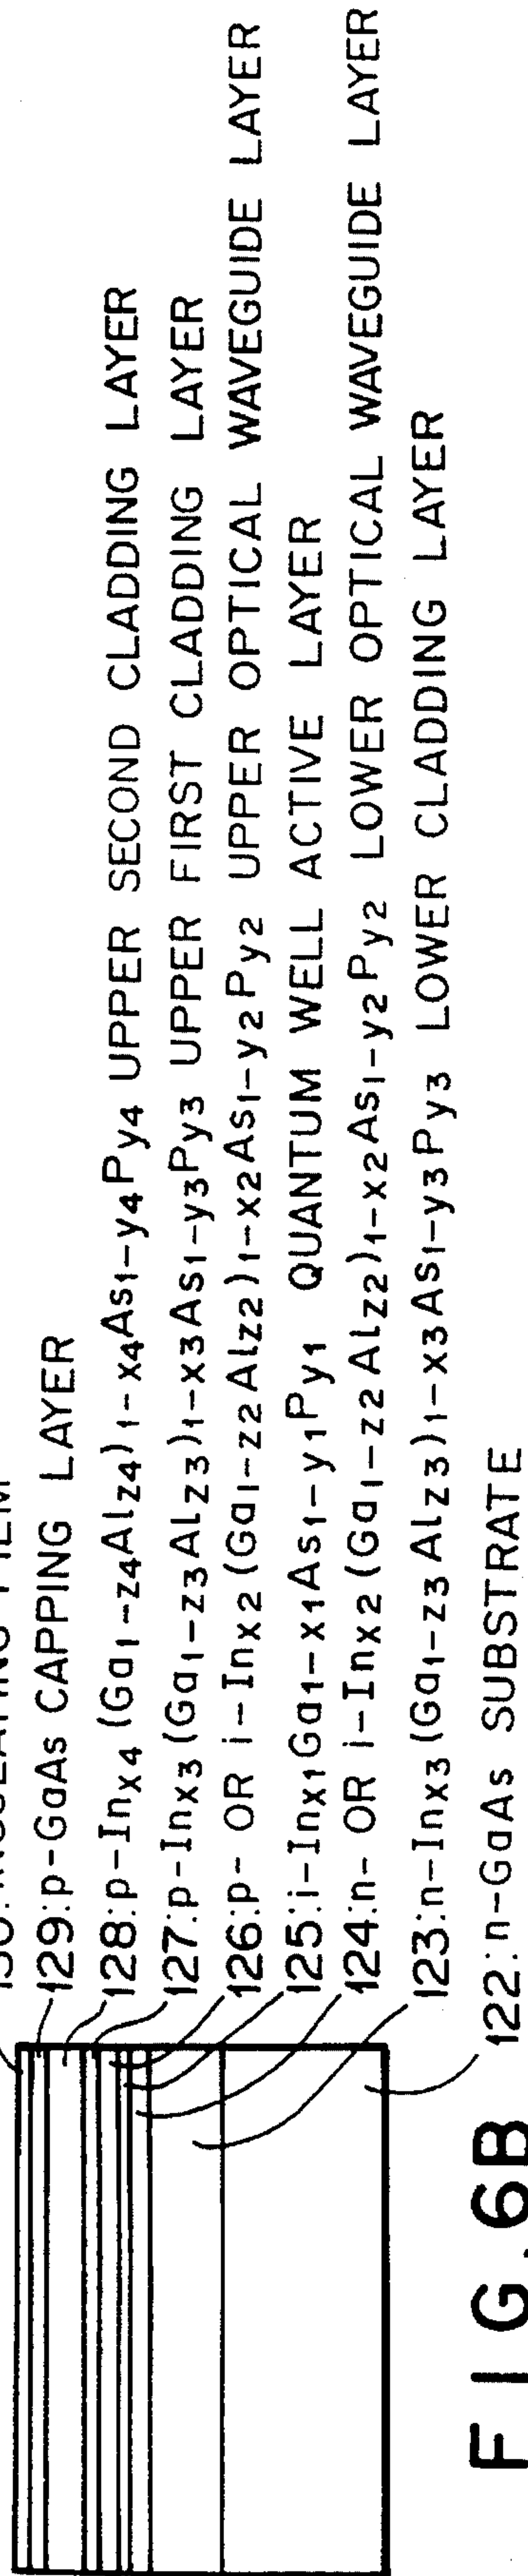 129:p-GaAs CAPPING LAYER
128:p-Inx4(Ga1-z4Alz4)1-x4As1-y4Py4 UPPER SECOND CLADDING LAYER
127:p-Inx3(Ga1-z3Alz3)1-x3As1-y3Py3 UPPER FIRST CLADDING LAYER
126:p- OR i-Inx2(Ga1-z2Alz2)1-x2As1-y2Py2 UPPER OPTICAL WAVEGUIDE LAYER
125:i-Inx1Ga1-x1As1-y1Py1 QUANTUM WELL ACTIVE LAYER
124:n- OR i-Inx2(Ga1-z2Alz2)1-x2As1-y2Py2 LOWER OPTICAL WAVEGUIDE LAYER
123:n-Inx3(Ga1-z3Alz3)1-x3As1-y3Py3 LOWER CLADDING LAYER
122:n-GaAs SUBSTRATE
FIG.6B